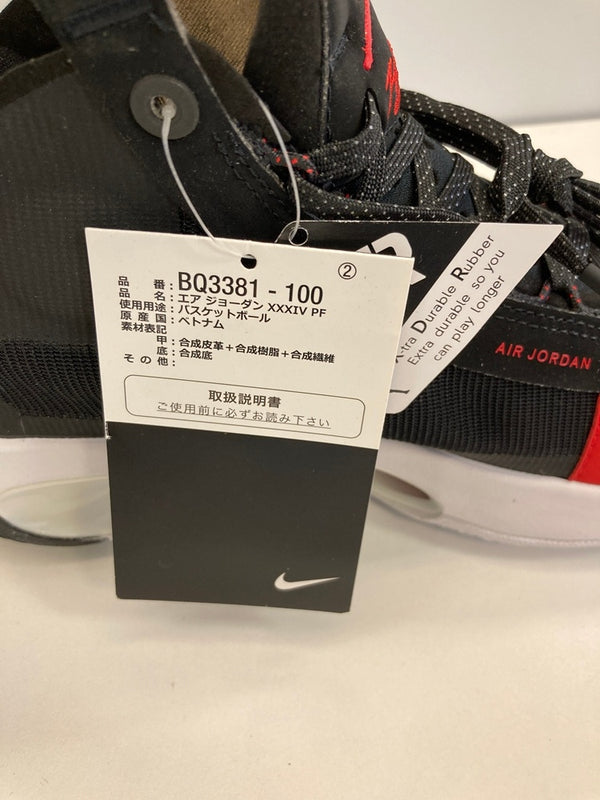 ②
品番：BQ3381 - 100
品名：エア ジョーダン XXXIV PF
使用用途：バスケットボール
原産国：ベトナム
素材表記
甲：合成皮革＋合成樹脂＋合成繊維
底：合成底
その他：
取扱説明書
ご使用前に必ずお読み下さい
X-tra Durable Rubber
Extra durable so you
can play longer
AIR JORDAN